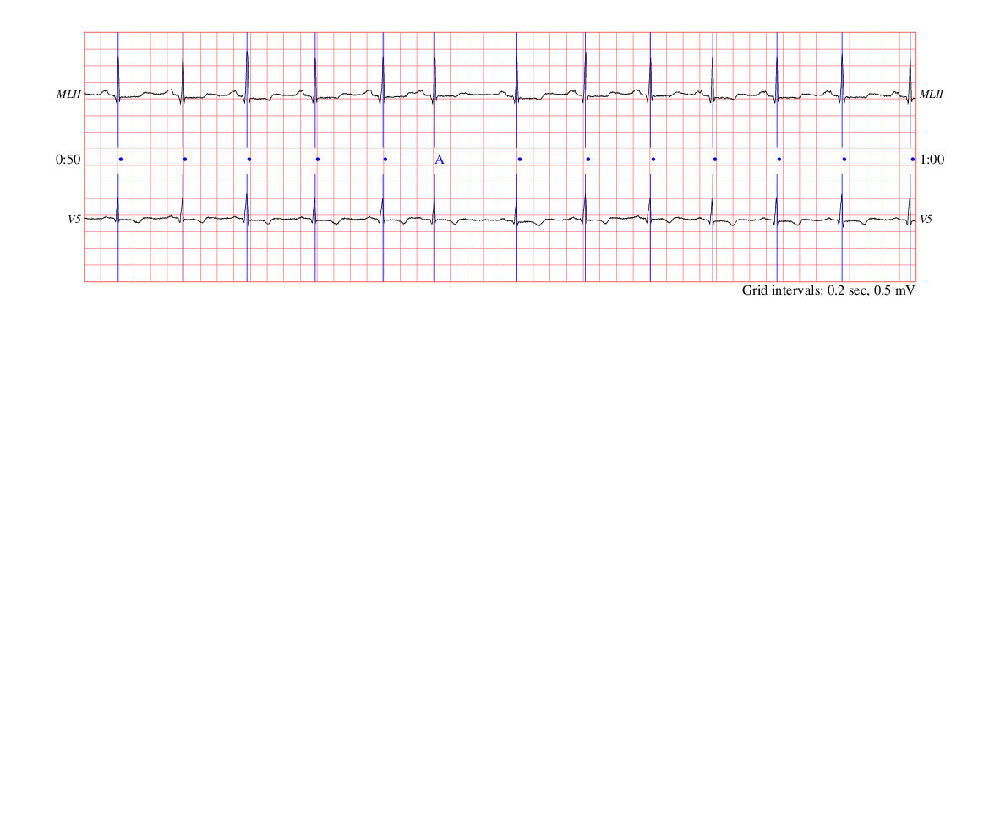 MLII MLII
0:50 • • • • • A • • • • • • • 1:00
V5 V5
Grid intervals: 0.2 sec, 0.5 mV